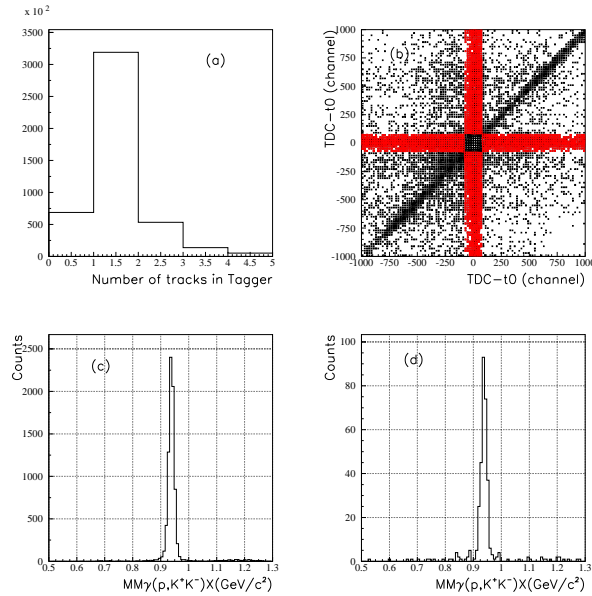 x 10²
3500
3000
2500
2000
1500
1000
500
0
0 0.5 1 1.5 2 2.5 3 3.5 4 4.5 5
Number of tracks in Tagger
(a)
1000
750
500
250
0
-250
-500
-750
-1000
-1000 -750 -500 -250 0 250 500 750 1000
TDC-t0 (channel)
TDC-t0 (channel)
(b)
Counts
2500
2000
1500
1000
500
0
0.5 0.6 0.7 0.8 0.9 1 1.1 1.2 1.3
MMγ(p,K⁺K⁻)X(GeV/c²)
(c)
Counts
100
80
60
40
20
0
0.5 0.6 0.7 0.8 0.9 1 1.1 1.2 1.3
MMγ(p,K⁺K⁻)X(GeV/c²)
(d)